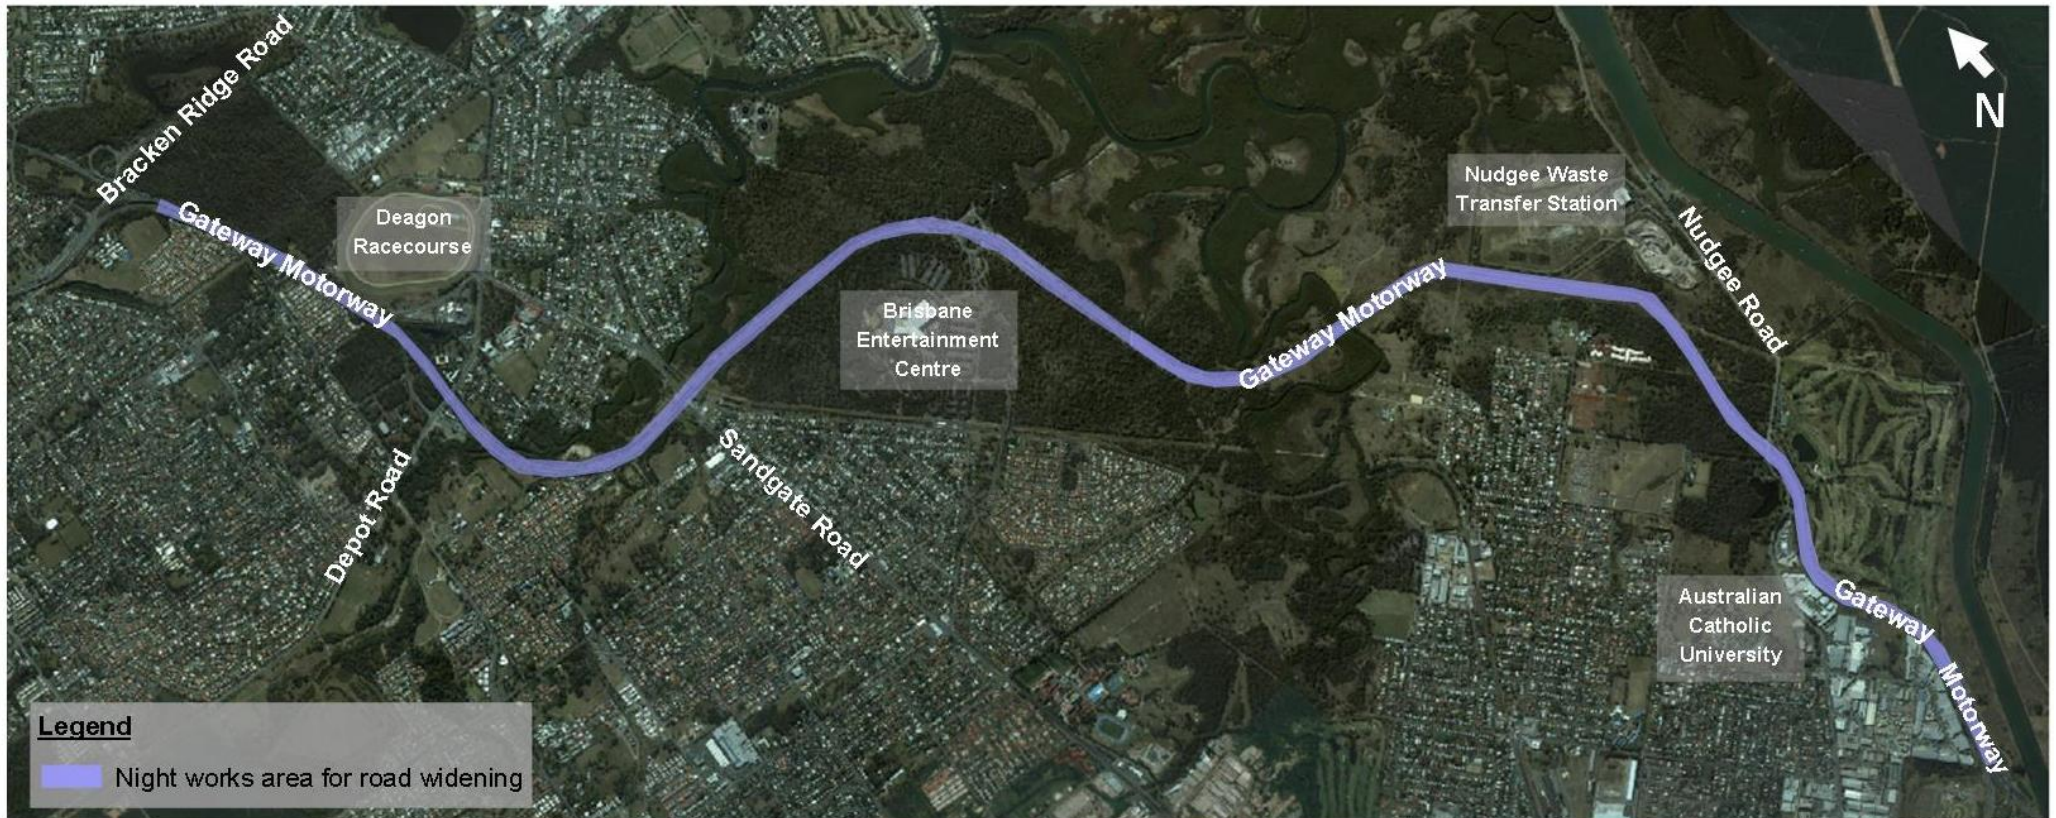 Bracken Ridge Road
N
Nudgee Waste
Transfer Station
Gateway Motorway
Deagon
Racecourse
Nudgee Road
Brisbane
Entertainment
Centre
Gateway Motorway
Depot Road
Sandgate Road
Australian
Catholic
University
Gateway
Motorway
Legend
Night works area for road widening